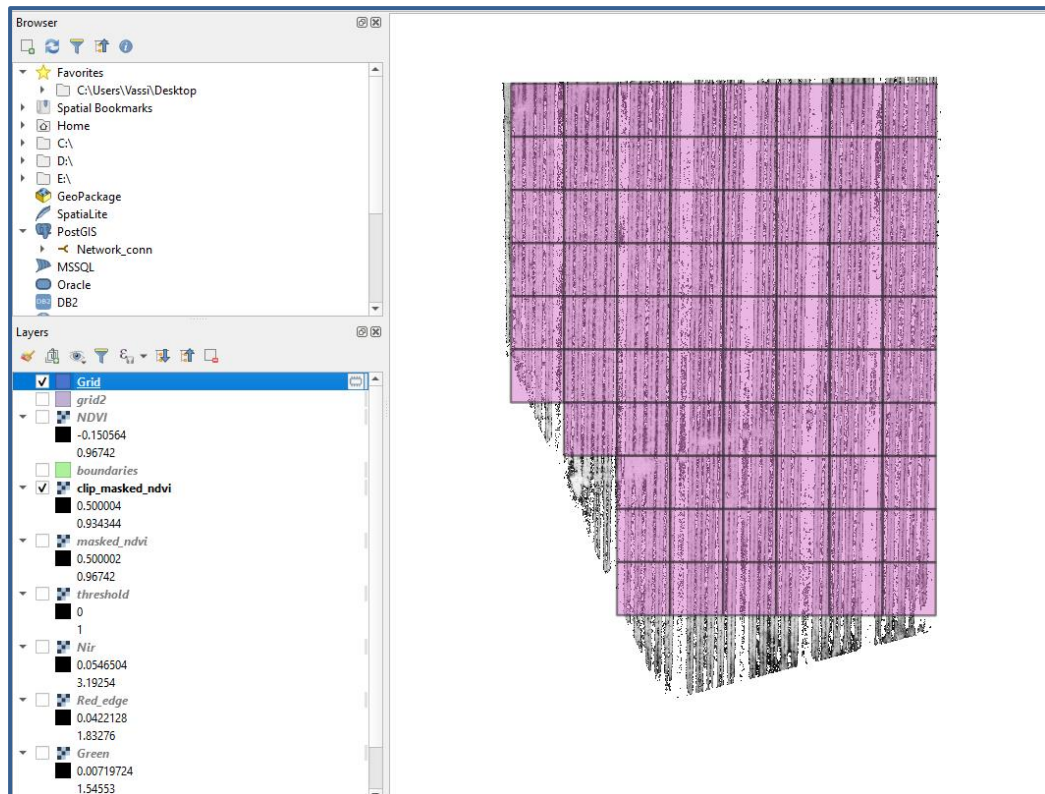 Browser
Favorites
C:\Users\Vassi\Desktop
Spatial Bookmarks
Home
C:\
D:\
E:\
GeoPackage
SpatiaLite
PostGIS
Network_conn
MSSQL
Oracle
DB2
DB2
Layers
Grid
grid2
NDVI
-0.150564
0.96742
boundaries
clip_masked_ndvi
0.500004
0.934344
masked_ndvi
0.500002
0.96742
threshold
0
1
Nir
0.0546504
3.19254
Red_edge
0.0422128
1.83276
Green
0.00719724
1.54553